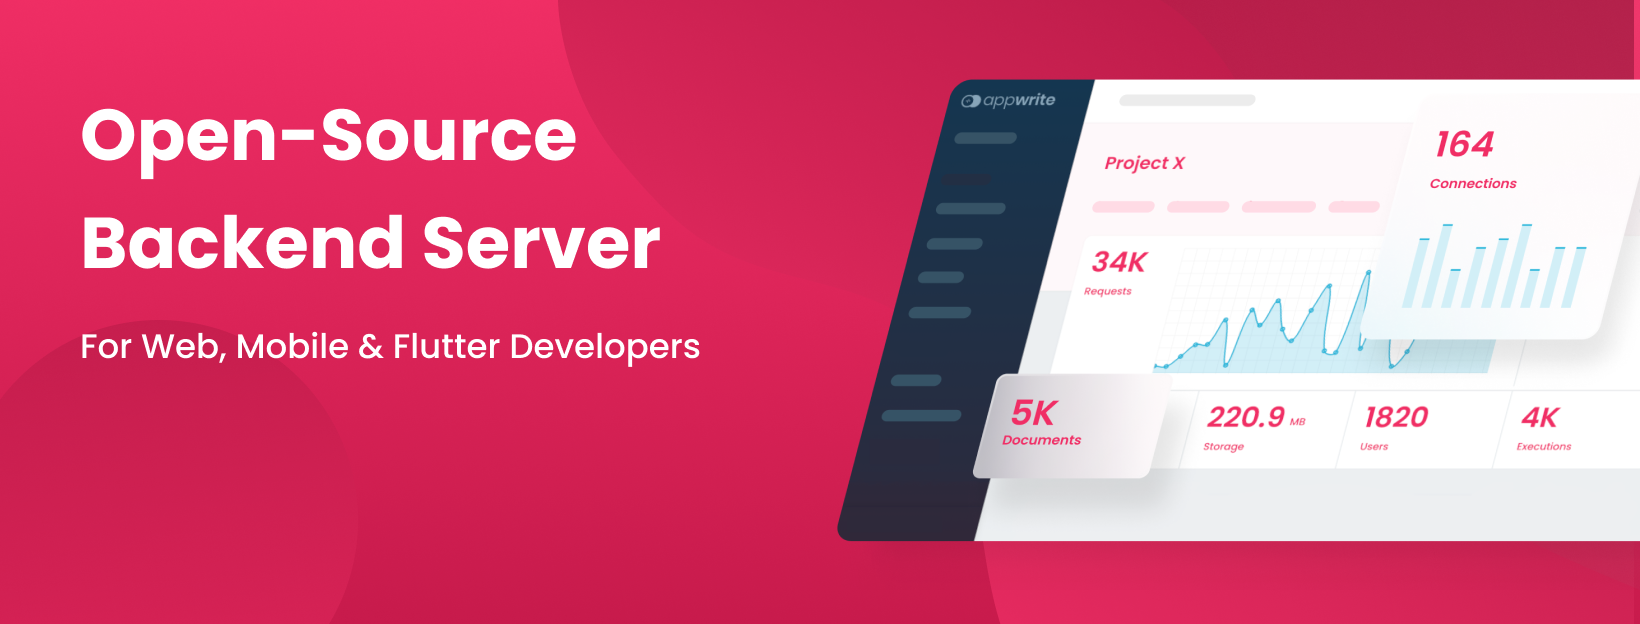 Open-Source
Backend Server
For Web, Mobile & Flutter Developers
appwrite
Project X
164
Connections
34K
Requests
5K
Documents
220.9 MB
Storage
1820
Users
4K
Executions